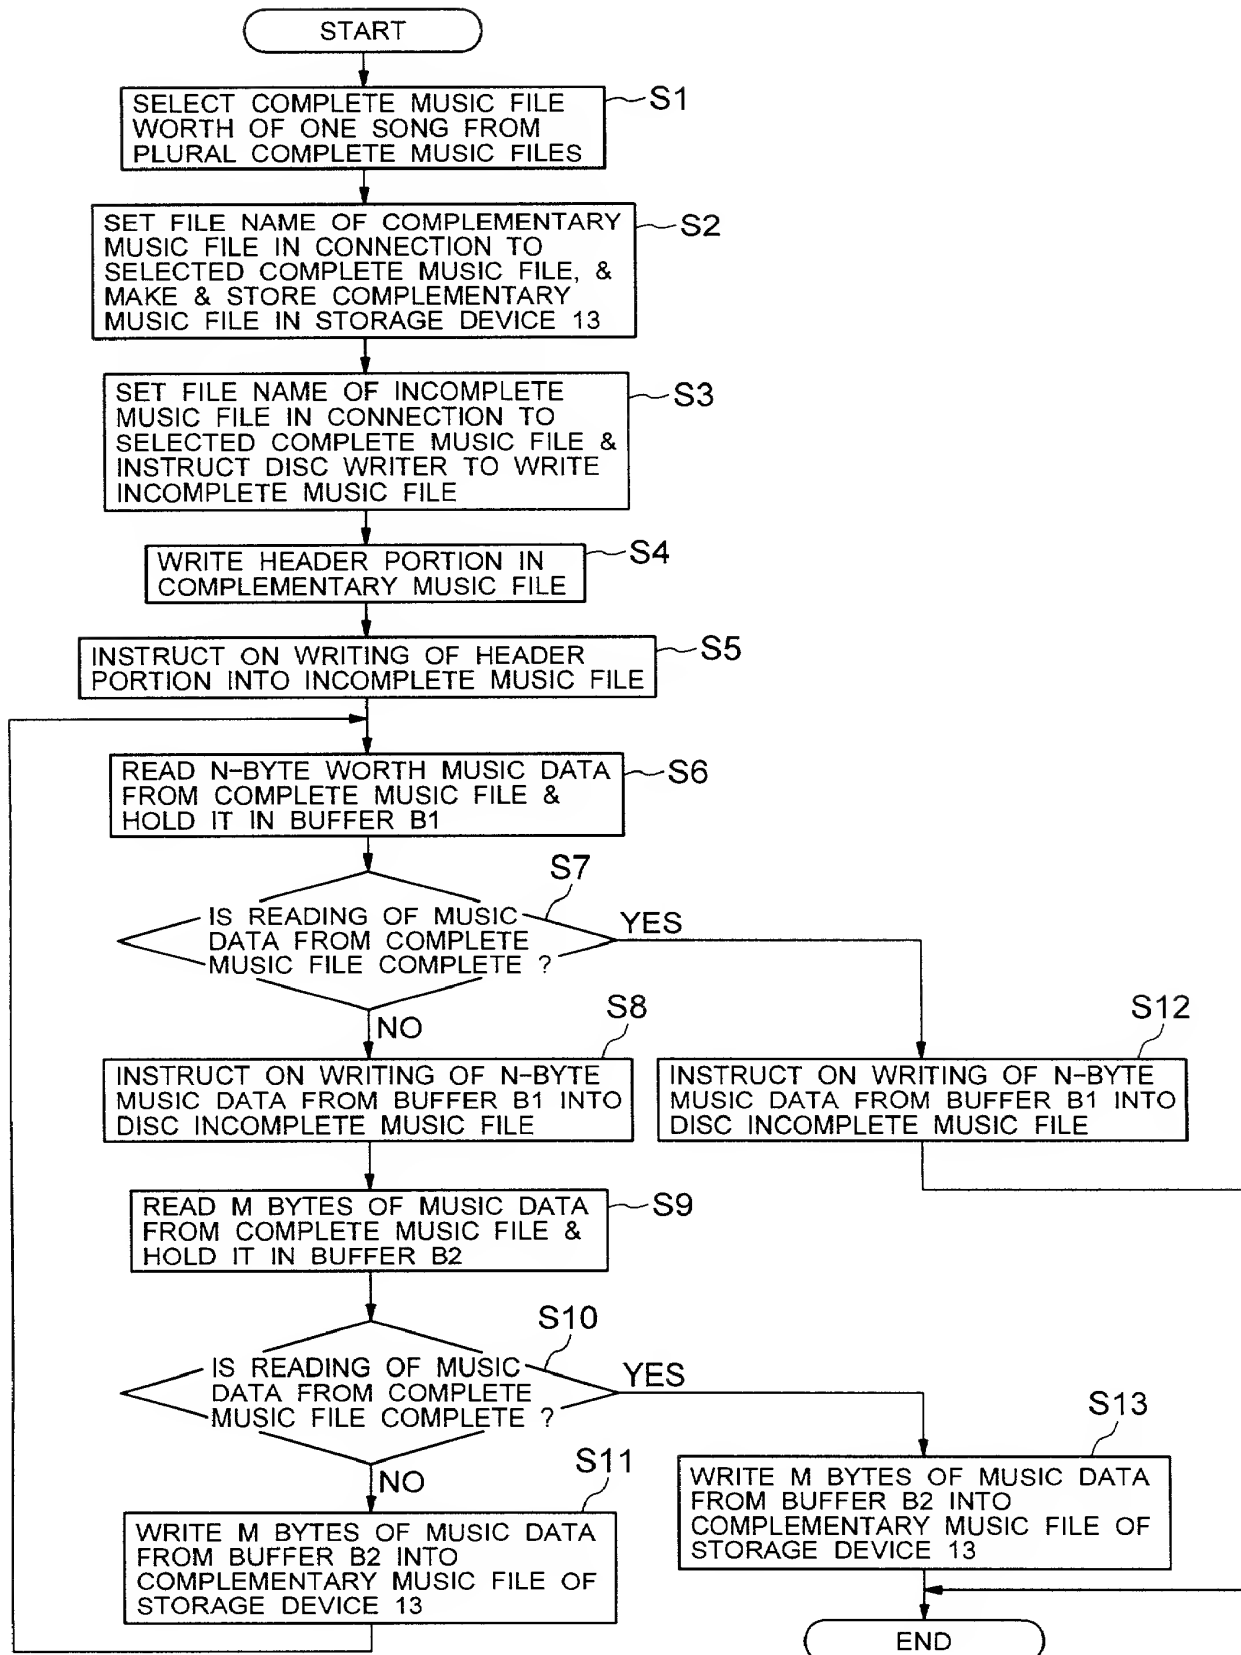 START
SELECT COMPLETE MUSIC FILE
WORTH OF ONE SONG FROM
PLURAL COMPLETE MUSIC FILES
S1
SET FILE NAME OF COMPLEMENTARY
MUSIC FILE IN CONNECTION TO
SELECTED COMPLETE MUSIC FILE, &
MAKE & STORE COMPLEMENTARY
MUSIC FILE IN STORAGE DEVICE 13
S2
SET FILE NAME OF INCOMPLETE
MUSIC FILE IN CONNECTION TO
SELECTED COMPLETE MUSIC FILE &
INSTRUCT DISC WRITER TO WRITE
INCOMPLETE MUSIC FILE
S3
WRITE HEADER PORTION IN
COMPLEMENTARY MUSIC FILE
S4
INSTRUCT ON WRITING OF HEADER
PORTION INTO INCOMPLETE MUSIC FILE
S5
READ N-BYTE WORTH MUSIC DATA
FROM COMPLETE MUSIC FILE &
HOLD IT IN BUFFER B1
S6
IS READING OF MUSIC
DATA FROM COMPLETE
MUSIC FILE COMPLETE ?
S7
YES
NO
INSTRUCT ON WRITING OF N-BYTE
MUSIC DATA FROM BUFFER B1 INTO
DISC INCOMPLETE MUSIC FILE
S8
INSTRUCT ON WRITING OF N-BYTE
MUSIC DATA FROM BUFFER B1 INTO
DISC INCOMPLETE MUSIC FILE
S12
READ M BYTES OF MUSIC DATA
FROM COMPLETE MUSIC FILE &
HOLD IT IN BUFFER B2
S9
IS READING OF MUSIC
DATA FROM COMPLETE
MUSIC FILE COMPLETE ?
S10
YES
NO
WRITE M BYTES OF MUSIC DATA
FROM BUFFER B2 INTO
COMPLEMENTARY MUSIC FILE OF
STORAGE DEVICE 13
S11
WRITE M BYTES OF MUSIC DATA
FROM BUFFER B2 INTO
COMPLEMENTARY MUSIC FILE OF
STORAGE DEVICE 13
S13
END